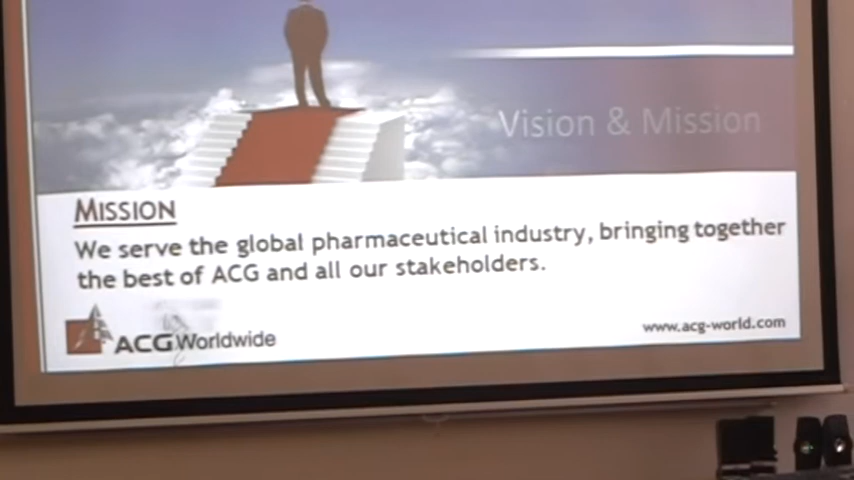 Vision & Mission
MISSION
We serve the global pharmaceutical industry, bringing together
the best of ACG and all our stakeholders.
ACG Worldwide
www.acg-world.com